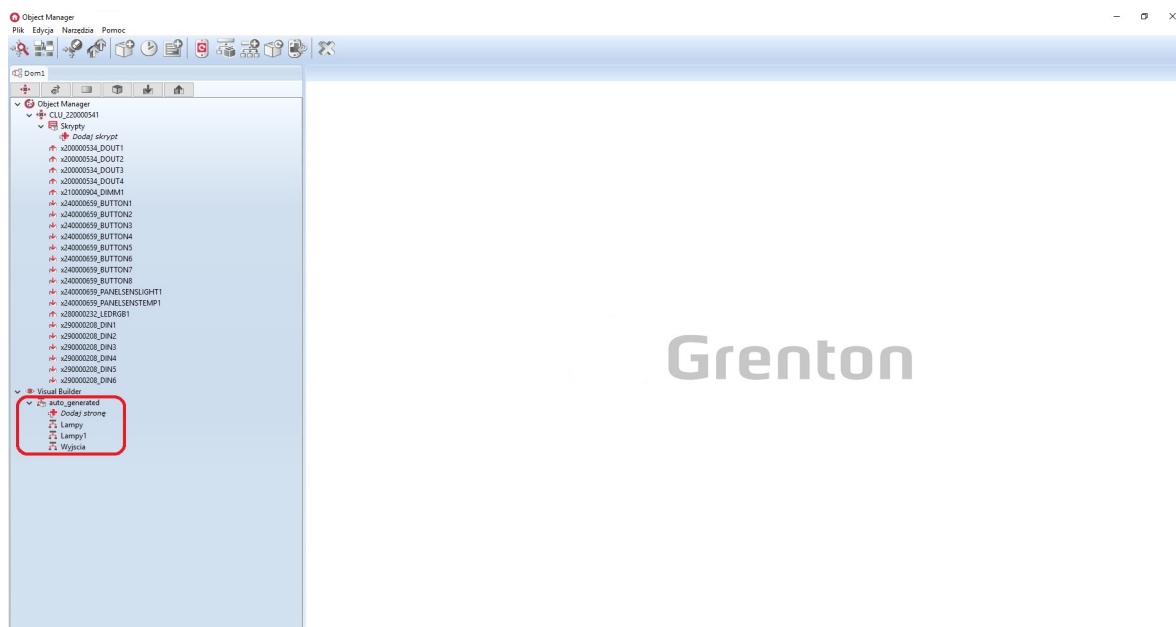 Object Manager
Plik Edycja Narzędzia Pomoc
Dom1
Object Manager
CLU_220000541
Skrypty
Dodaj skrypt
x200000534_DOUT1
x200000534_DOUT2
x200000534_DOUT3
x200000534_DOUT4
x210000904_DIMM1
x240000659_BUTTON1
x240000659_BUTTON2
x240000659_BUTTON3
x240000659_BUTTON4
x240000659_BUTTON5
x240000659_BUTTON6
x240000659_BUTTON7
x240000659_BUTTON8
x240000659_PANELSENSLIGHT1
x240000659_PANELSENSTEMP1
x280000232_LEDRGB1
x290000208_DIN1
x290000208_DIN2
x290000208_DIN3
x290000208_DIN4
x290000208_DIN5
x290000208_DIN6
Visual Builder
auto_generated
Dodaj stronę
Lampy
Lampy1
Wyjscia
Grenton